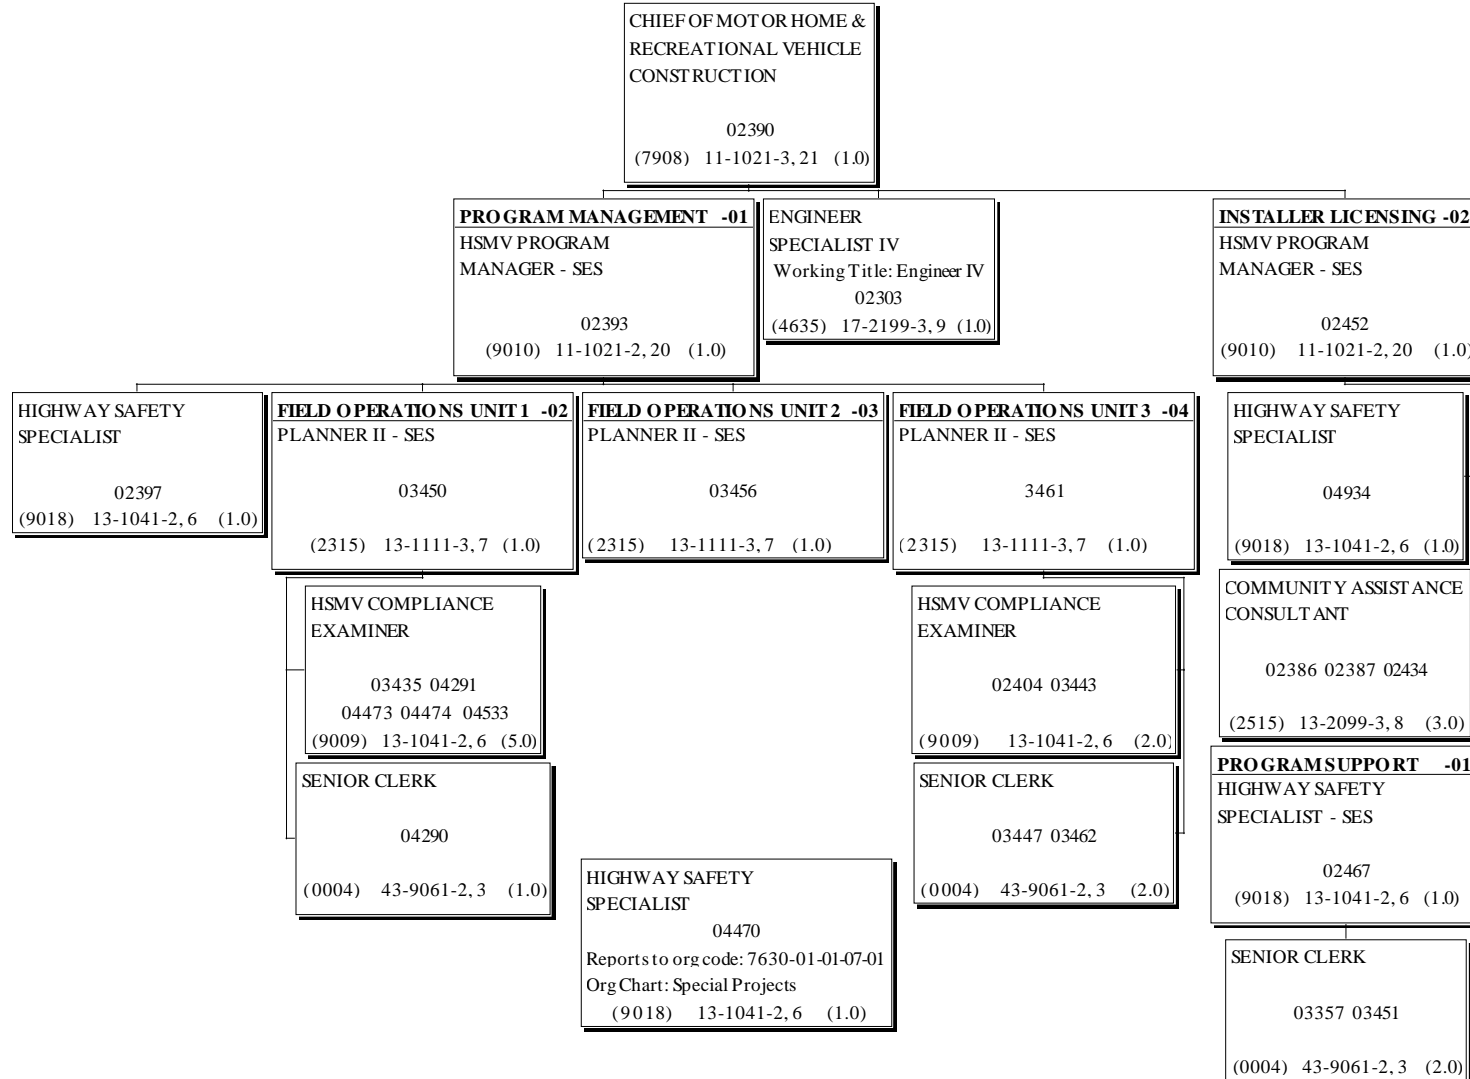 CHIEF OF MOTOR HOME &
RECREATIONAL VEHICLE
CONSTRUCTION
02390
(7908) 11-1021-3, 21 (1.0)
PROGRAM MANAGEMENT -01
HSMV PROGRAM
MANAGER - SES
02393
(9010) 11-1021-2, 20 (1.0)
ENGINEER
SPECIALIST IV
Working Title: Engineer IV
02303
(4635) 17-2199-3, 9 (1.0)
INSTALLER LICENSING -02
HSMV PROGRAM
MANAGER - SES
02452
(9010) 11-1021-2, 20 (1.0)
HIGHWAY SAFETY
SPECIALIST
02397
(9018) 13-1041-2, 6 (1.0)
FIELD OPERATIONS UNIT 1 -02
PLANNER II - SES
03450
(2315) 13-1111-3, 7 (1.0)
FIELD OPERATIONS UNIT 2 -03
PLANNER II - SES
03456
(2315) 13-1111-3, 7 (1.0)
FIELD OPERATIONS UNIT 3 -04
PLANNER II - SES
3461
(2315) 13-1111-3, 7 (1.0)
HIGHWAY SAFETY
SPECIALIST
04934
(9018) 13-1041-2, 6 (1.0)
HSMV COMPLIANCE
EXAMINER
03435 04291
04473 04474 04533
(9009) 13-1041-2, 6 (5.0)
HSMV COMPLIANCE
EXAMINER
02404 03443
(9009) 13-1041-2, 6 (2.0)
COMMUNITY ASSISTANCE
CONSULTANT
02386 02387 02434
(2515) 13-2099-3, 8 (3.0)
SENIOR CLERK
04290
(0004) 43-9061-2, 3 (1.0)
SENIOR CLERK
03447 03462
(0004) 43-9061-2, 3 (2.0)
PROGRAM SUPPORT -01
HIGHWAY SAFETY
SPECIALIST - SES
02467
(9018) 13-1041-2, 6 (1.0)
HIGHWAY SAFETY
SPECIALIST
04470
Reports to org code: 7630-01-01-07-01
Org Chart: Special Projects
(9018) 13-1041-2, 6 (1.0)
SENIOR CLERK
03357 03451
(0004) 43-9061-2, 3 (2.0)